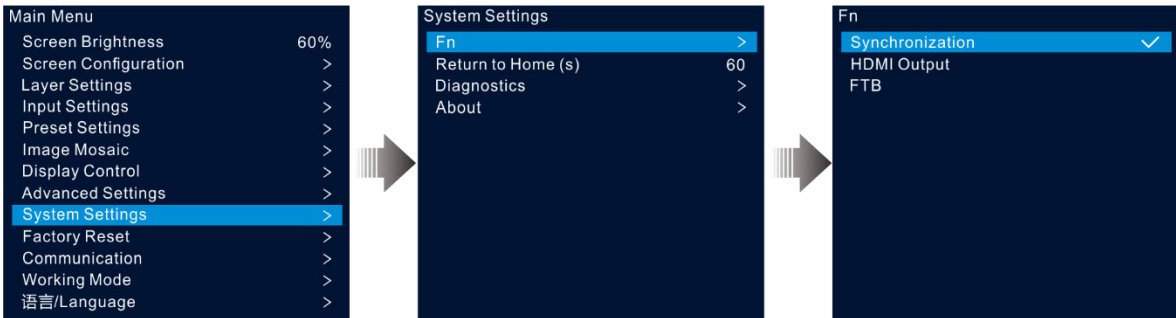 Main Menu
Screen Brightness 60%
Screen Configuration >
Layer Settings >
Input Settings >
Preset Settings >
Image Mosaic >
Display Control >
Advanced Settings >
System Settings >
Factory Reset >
Communication >
Working Mode >
语言/Language >
System Settings
Fn >
Return to Home (s) 60
Diagnostics >
About >
Fn
Synchronization ✓
HDMI Output
FTB